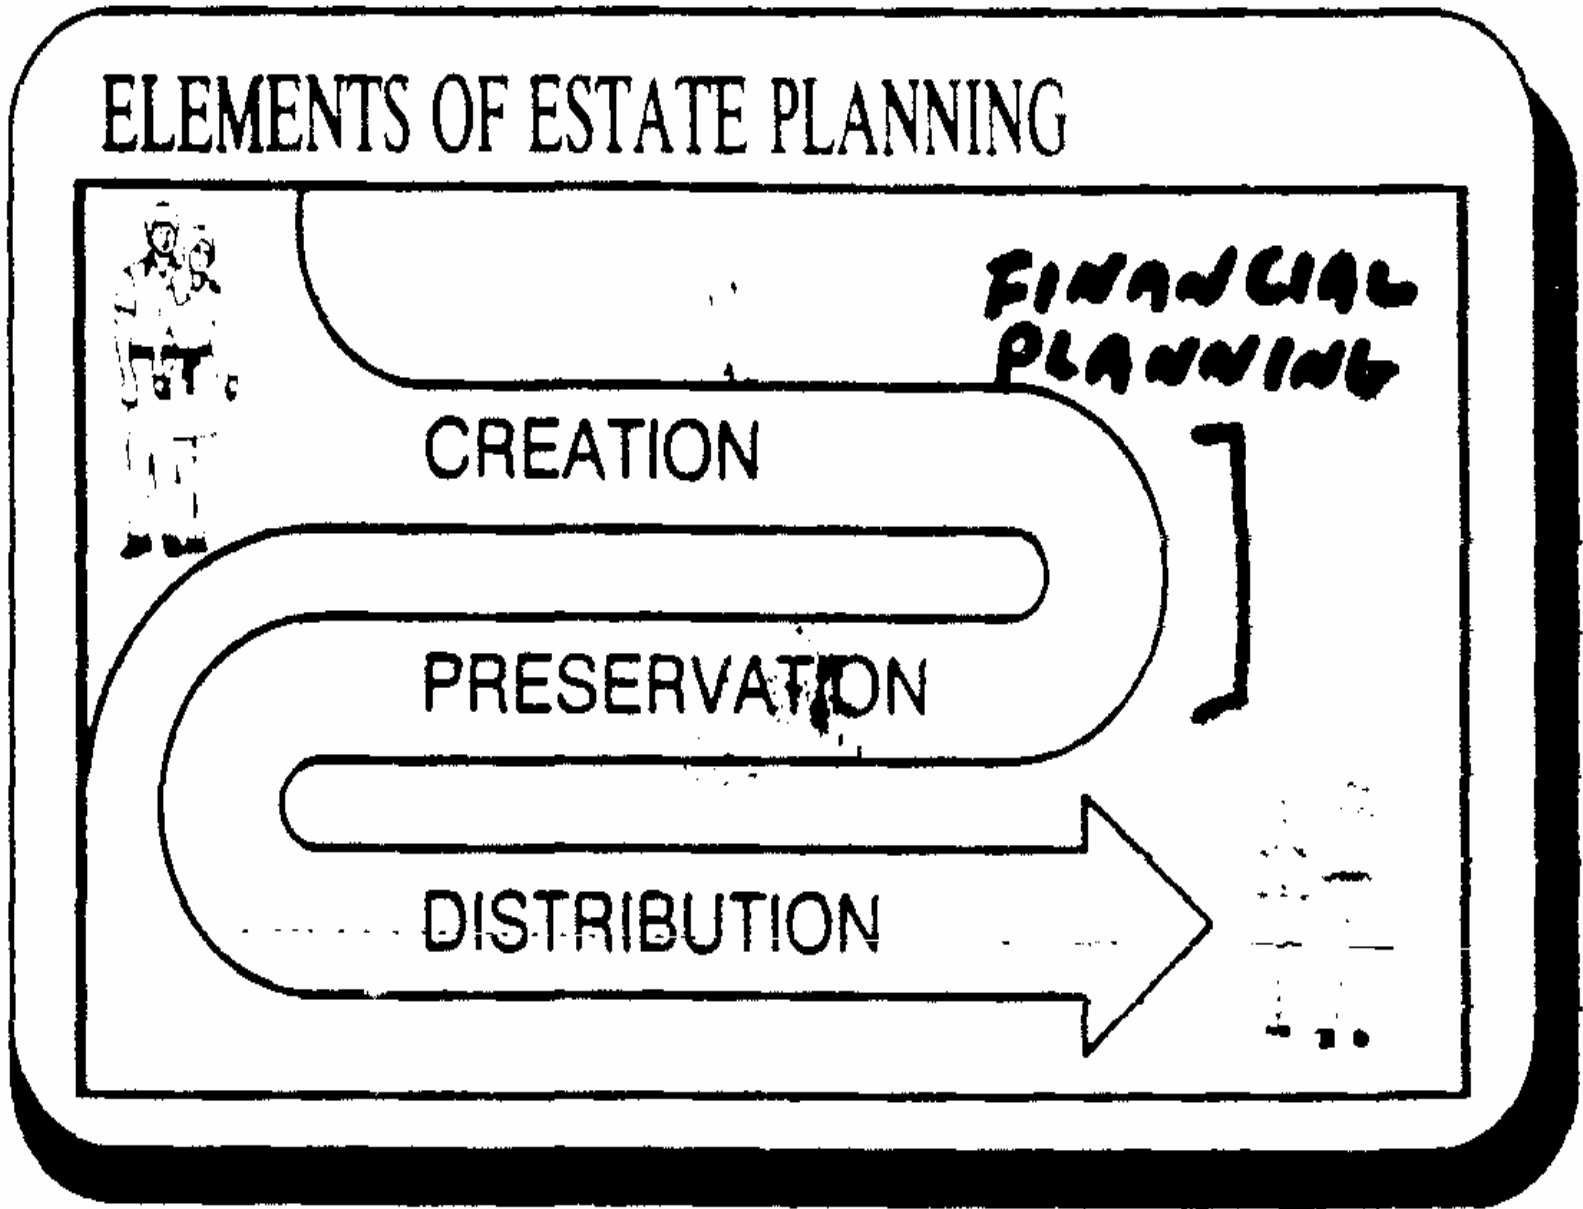 ELEMENTS OF ESTATE PLANNING
FINANCIAL
PLANNING
CREATION
PRESERVATION
DISTRIBUTION